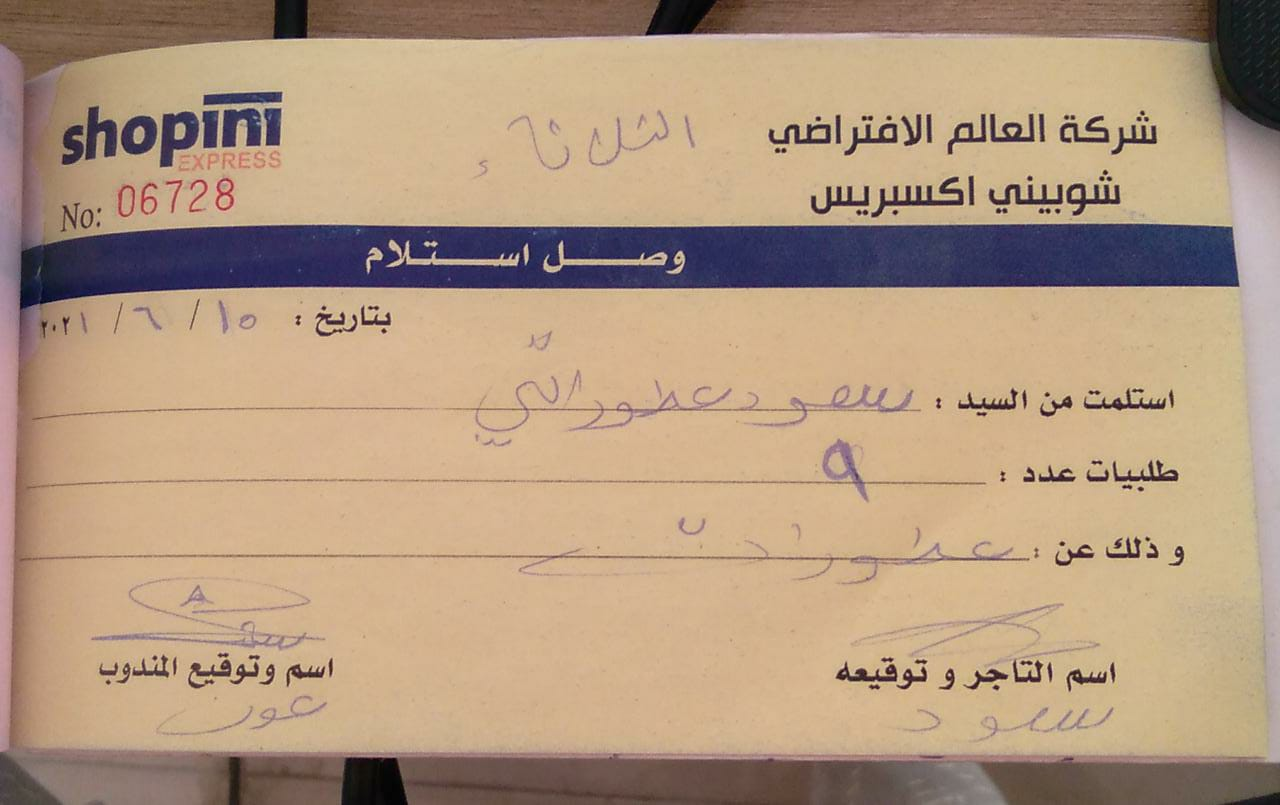 شركة العالم الافتراضي
شوبيني اكسبريس
الثلاثاء
shopini
EXPRESS
No: 06728
وصل استلام
بتاريخ : ١٥ / ٦ / ٢٠٢١
استلمت من السيد : سعود عطور
طلبيات عدد : ٩
و ذلك عن : عطور
اسم التاجر و توقيعه
سعود
اسم وتوقيع المندوب
عون